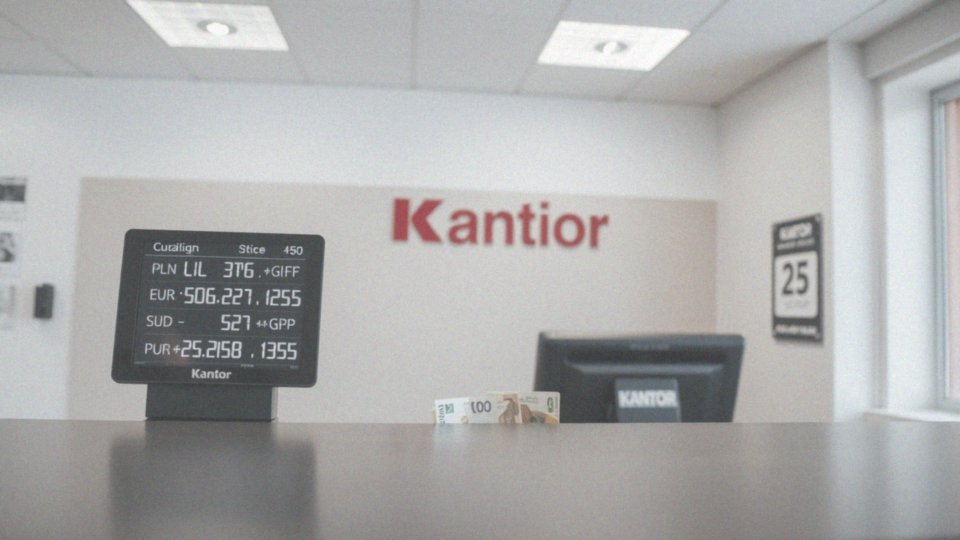 Kantior
Curalign Stice 450
PLN LIL 3T6.+GIFF
EUR ·506.227.1255
SUD – 527 ++GPP
PUR+25.2158 .1355
Kantor
25
KANTOR